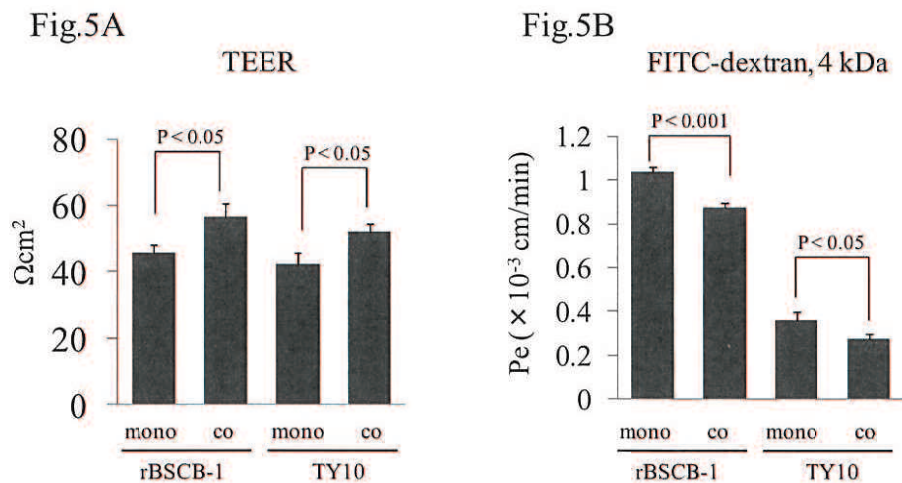 Fig.5A
TEER
Ωcm²
80
60
40
20
0
P < 0.05
P < 0.05
mono co mono co
rBSCB-1 TY10
Fig.5B
FITC-dextran, 4 kDa
Pe ( × 10⁻³ cm/min)
1.2
1
0.8
0.6
0.4
0.2
0
P < 0.001
P < 0.05
mono co mono co
rBSCB-1 TY10